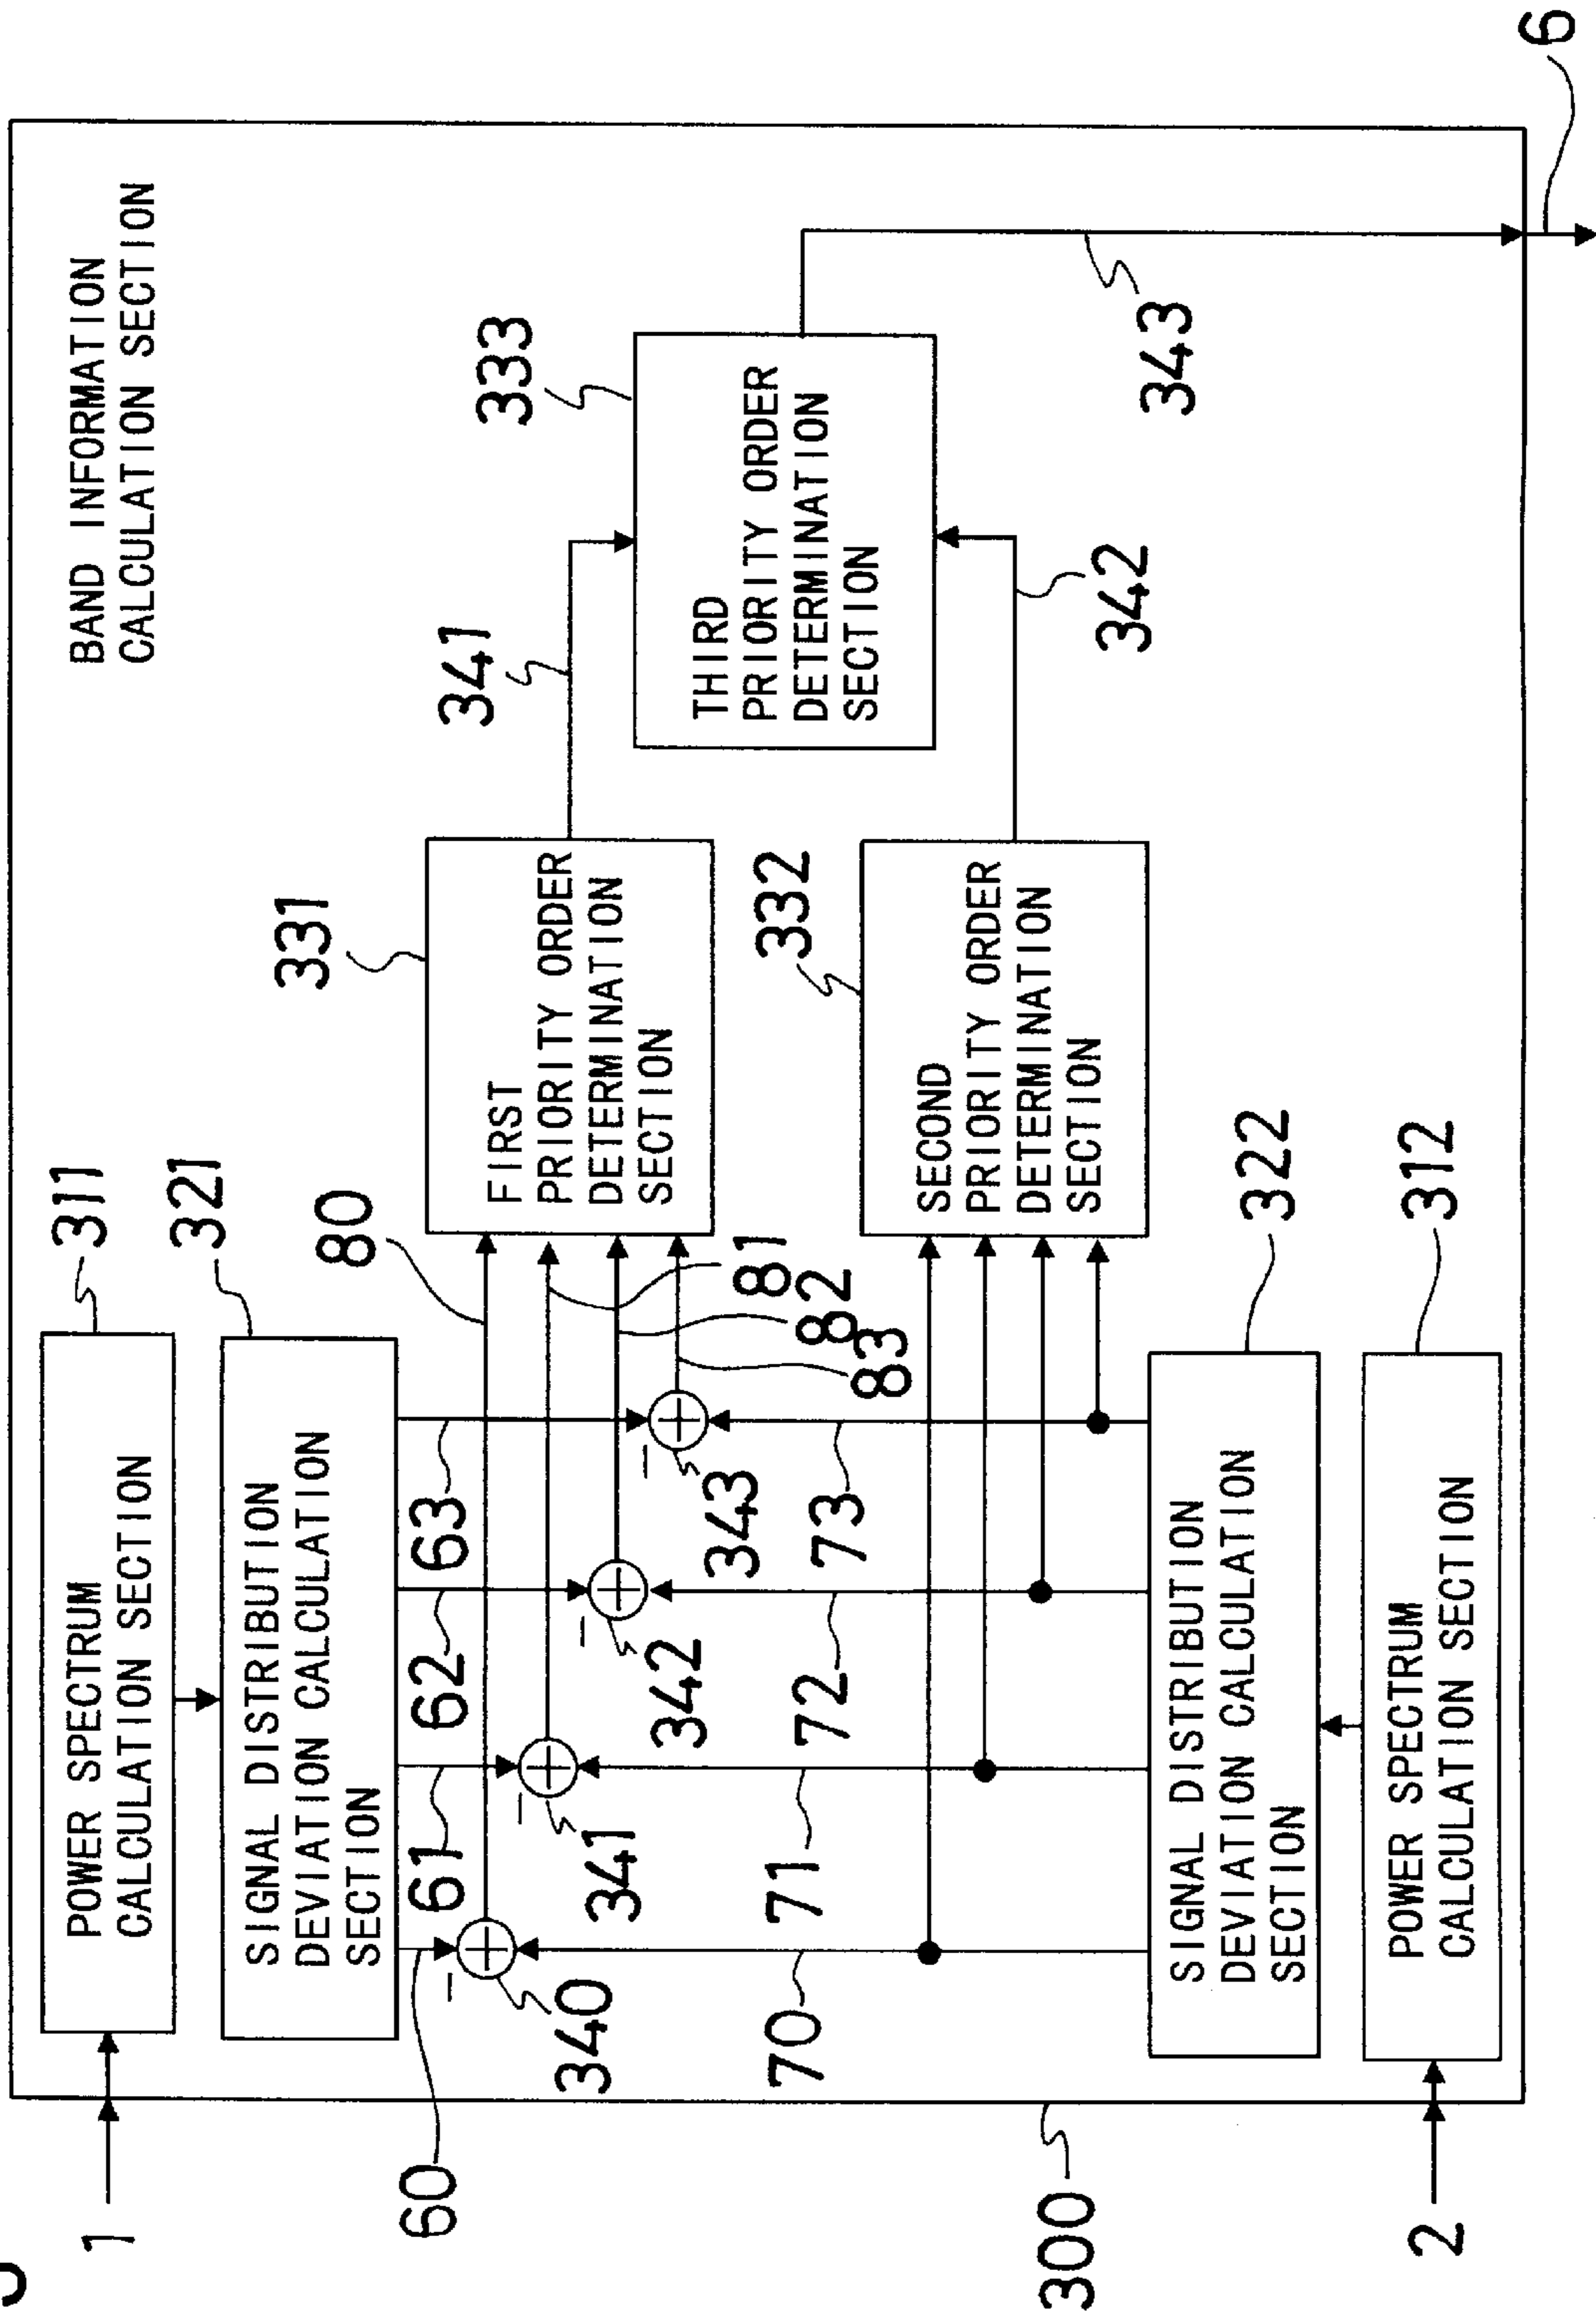 BAND INFORMATION
CALCULATION SECTION
1
POWER SPECTRUM
CALCULATION SECTION
311
SIGNAL DISTRIBUTION
DEVIATION CALCULATION
SECTION
321
60
61
62
63
80
81
82
83
–
–
–
–
340
341
342
343
70
71
72
73
FIRST
PRIORITY ORDER
DETERMINATION
SECTION
331
341
SECOND
PRIORITY ORDER
DETERMINATION
SECTION
332
342
THIRD
PRIORITY ORDER
DETERMINATION
SECTION
333
343
SIGNAL DISTRIBUTION
DEVIATION CALCULATION
SECTION
322
POWER SPECTRUM
CALCULATION SECTION
312
300
2
6